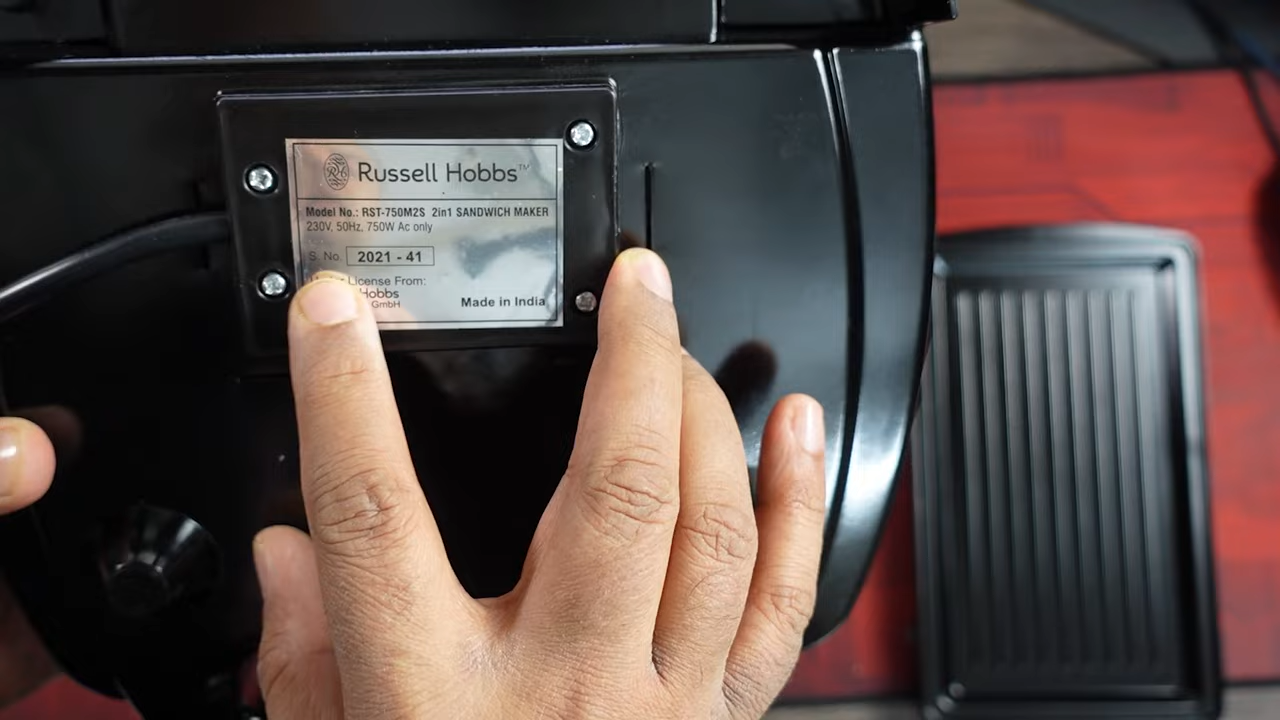 Russell Hobbs™
Model No.: RST-750M2S 2in1 SANDWICH MAKER
230V, 50Hz, 750W Ac only
S. No. 2021 - 41
License From:
Hobbs
GmbH
Made in India